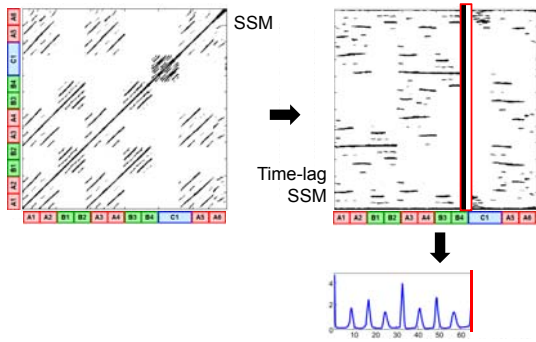 SSM
A6
A5
C1
B4
B3
A4
A3
B2
B1
A2
A1
A1 A2 B1 B2 A3 A4 B3 B4 C1 A5 A6
Time-lag
SSM
A1 A2 B1 B2 A3 A4 B3 B4 C1 A5 A6
4
2
0
10 20 30 40 50 60